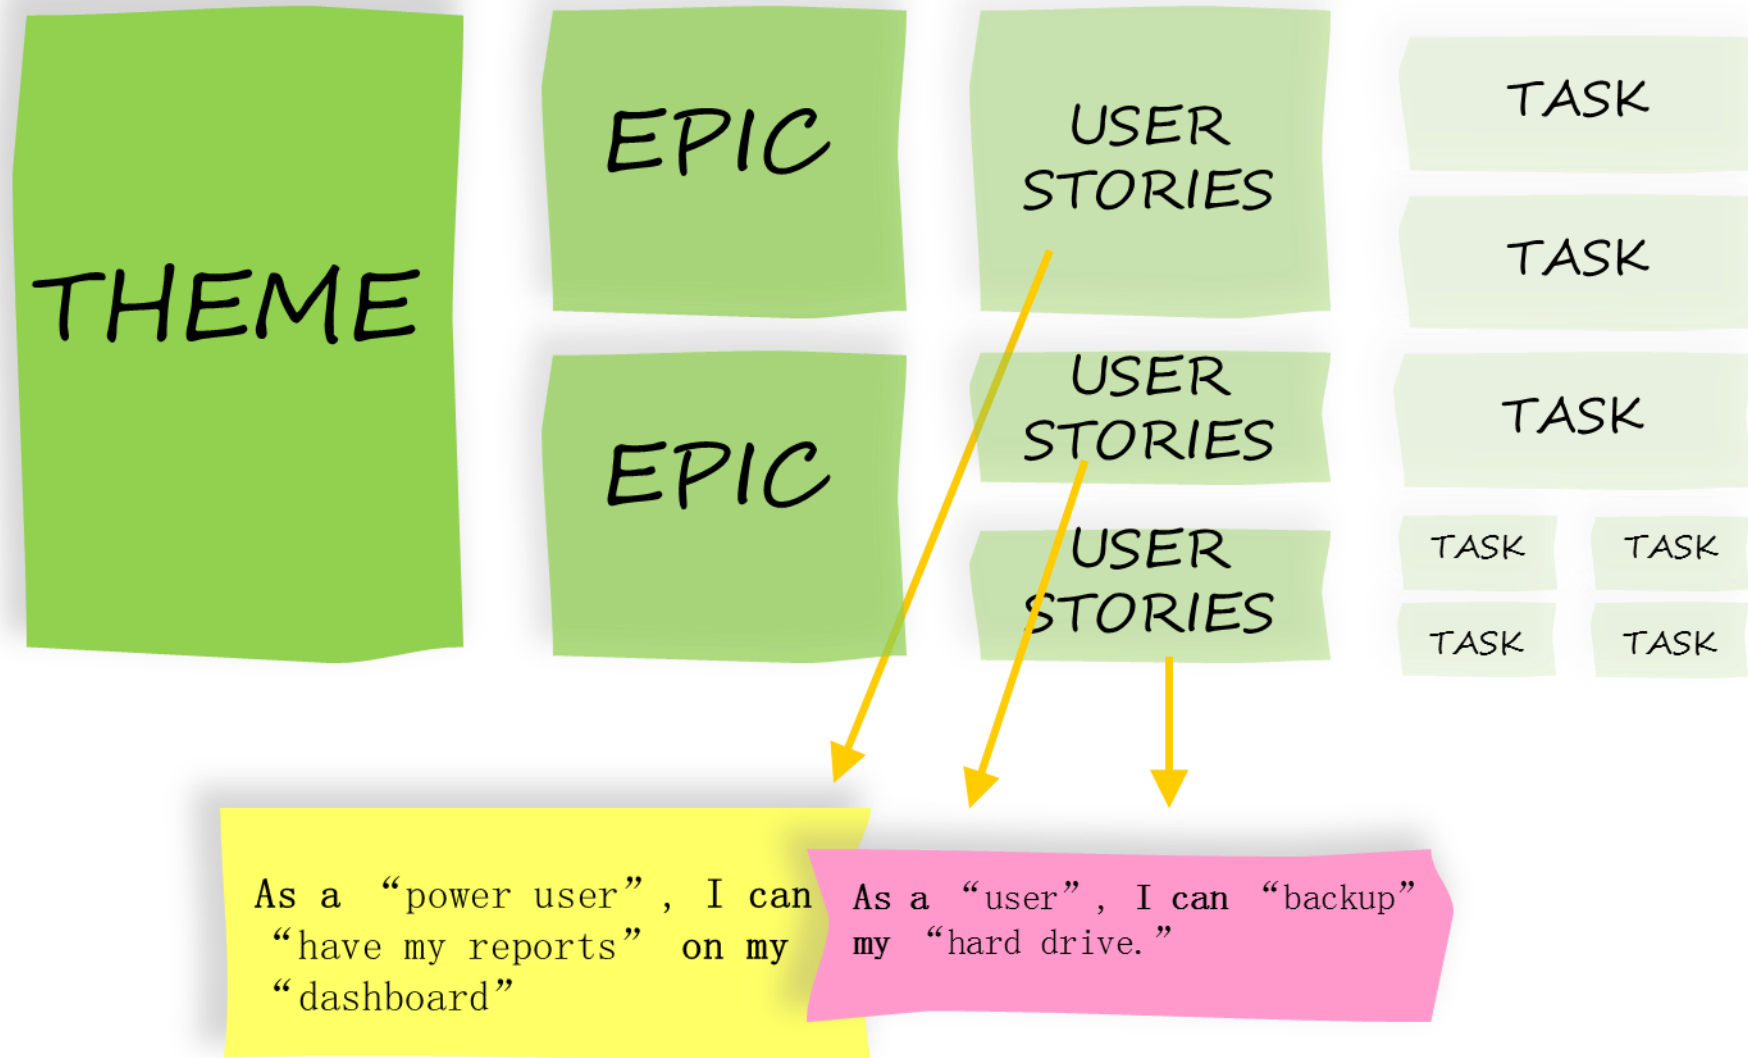 THEME
EPIC
EPIC
USER
STORIES
USER
STORIES
USER
STORIES
TASK
TASK
TASK
TASK
TASK
TASK
TASK
As a “power user”, I can
“have my reports” on my
“dashboard”
As a “user”, I can “backup”
my “hard drive.”